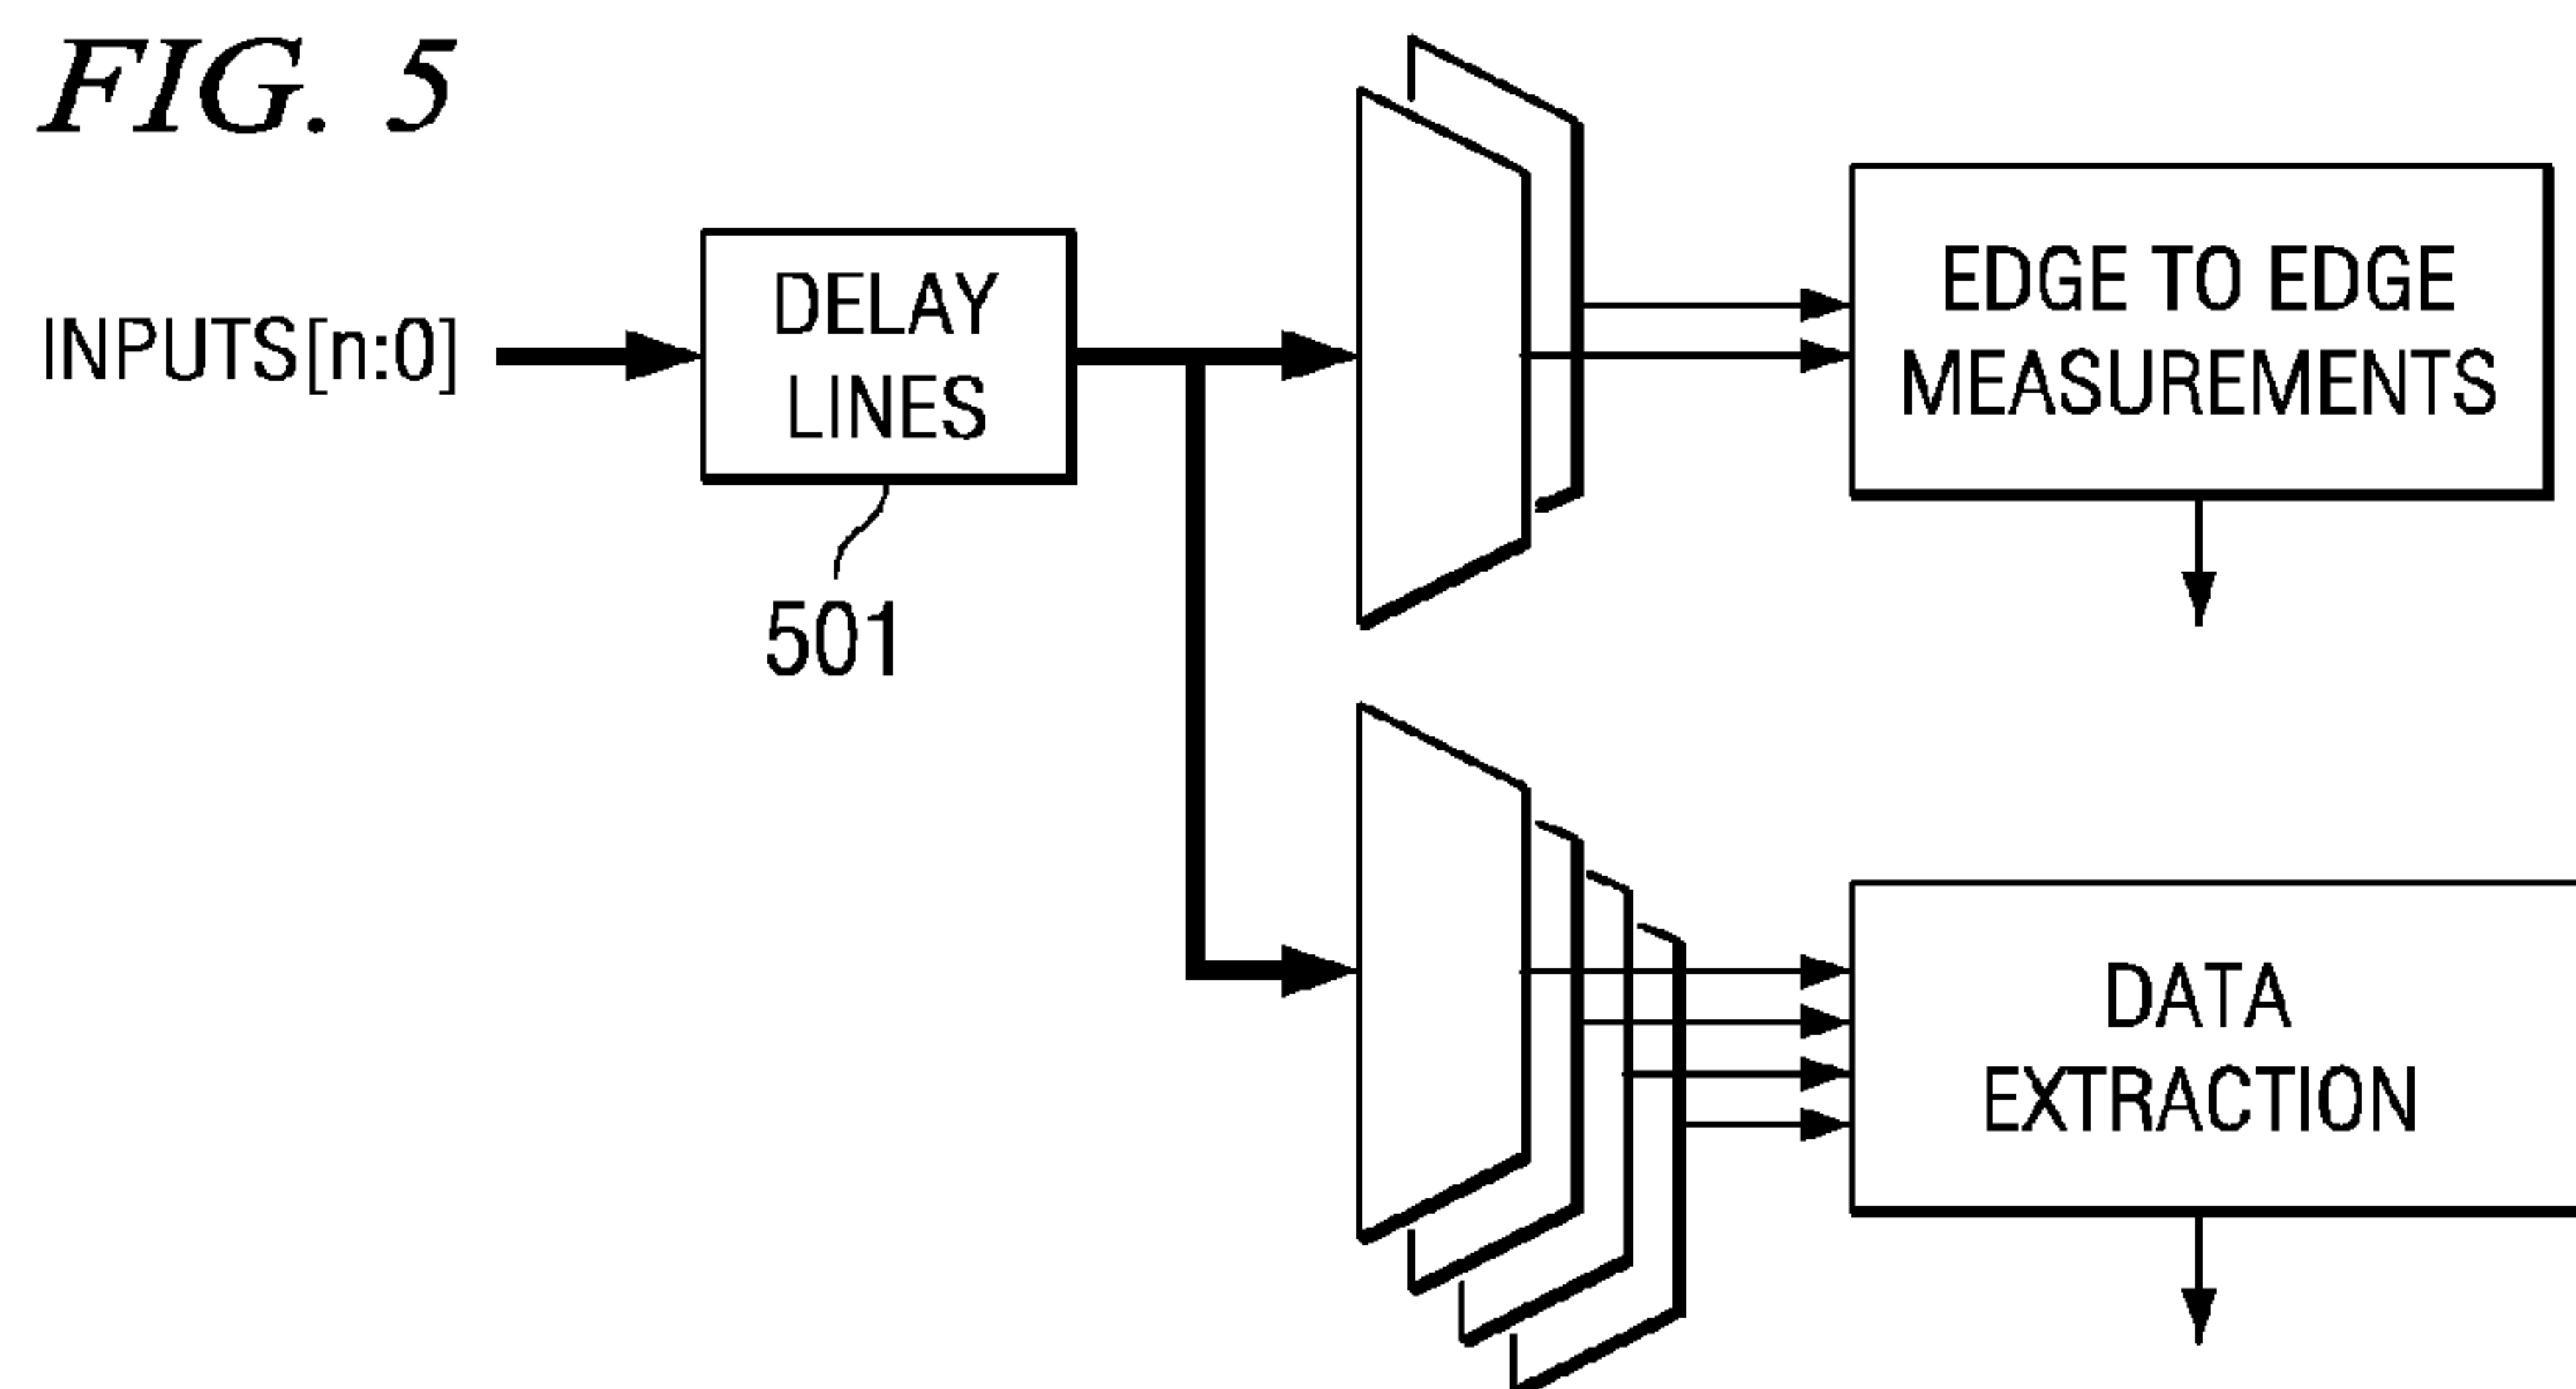 FIG. 5
INPUTS[n:0]
DELAY
LINES
501
EDGE TO EDGE
MEASUREMENTS
DATA
EXTRACTION